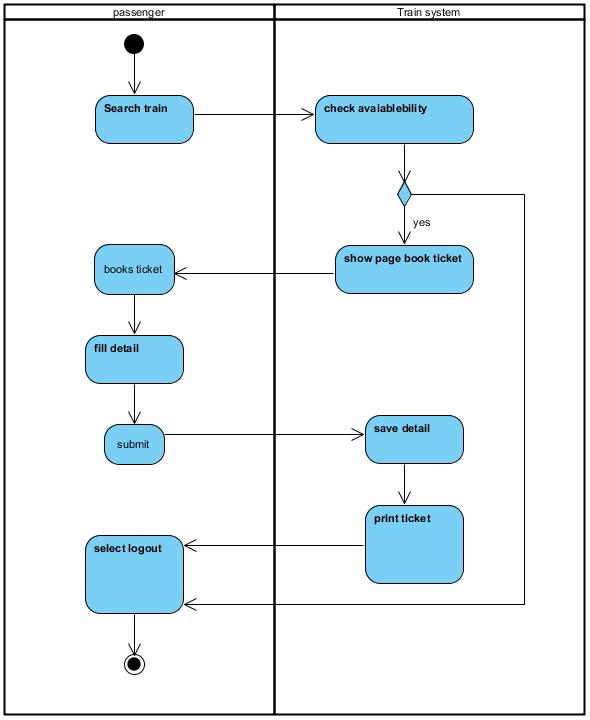 passenger
Train system
Search train
check avaiablebility
yes
show page book ticket
books ticket
fill detail
submit
save detail
print ticket
select logout